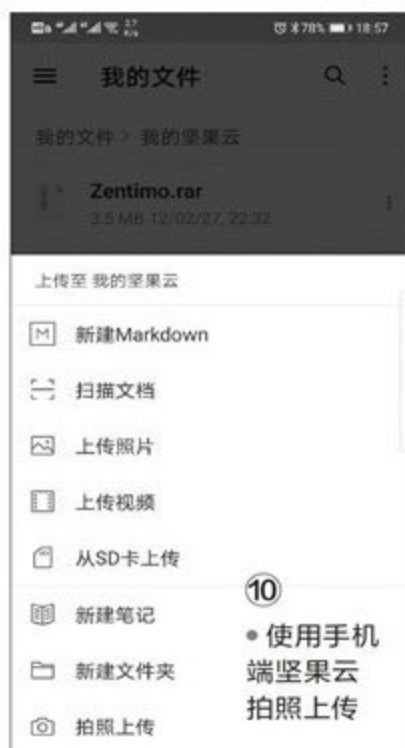 78% 18:57
我的文件
我的文件 > 我的坚果云
Zentimo.rar
3.5 MB 12/02/27, 22:32
上传至 我的坚果云
新建Markdown
扫描文档
上传照片
上传视频
从SD卡上传
新建笔记
新建文件夹
拍照上传
⑩
• 使用手机
端坚果云
拍照上传